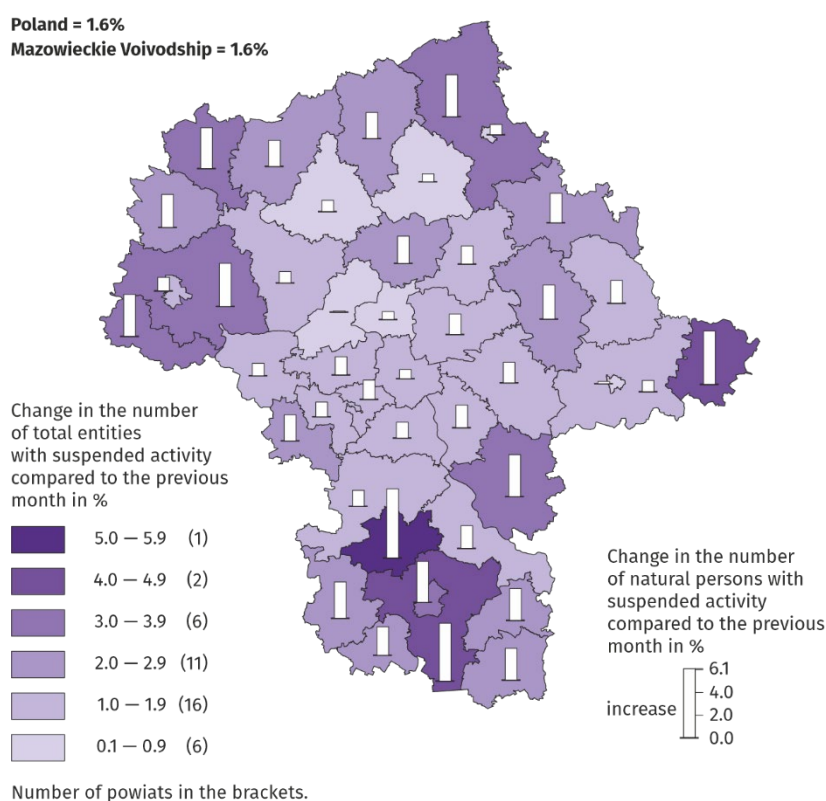 Poland = 1.6%
Mazowieckie Voivodship = 1.6%
Change in the number
of total entities
with suspended activity
compared to the previous
month in %
5.0 — 5.9 (1)
4.0 — 4.9 (2)
3.0 — 3.9 (6)
2.0 — 2.9 (11)
1.0 — 1.9 (16)
0.1 — 0.9 (6)
Number of powiats in the brackets.
Change in the number
of natural persons with
suspended activity
compared to the previous
month in %
6.1
4.0
increase 2.0
0.0